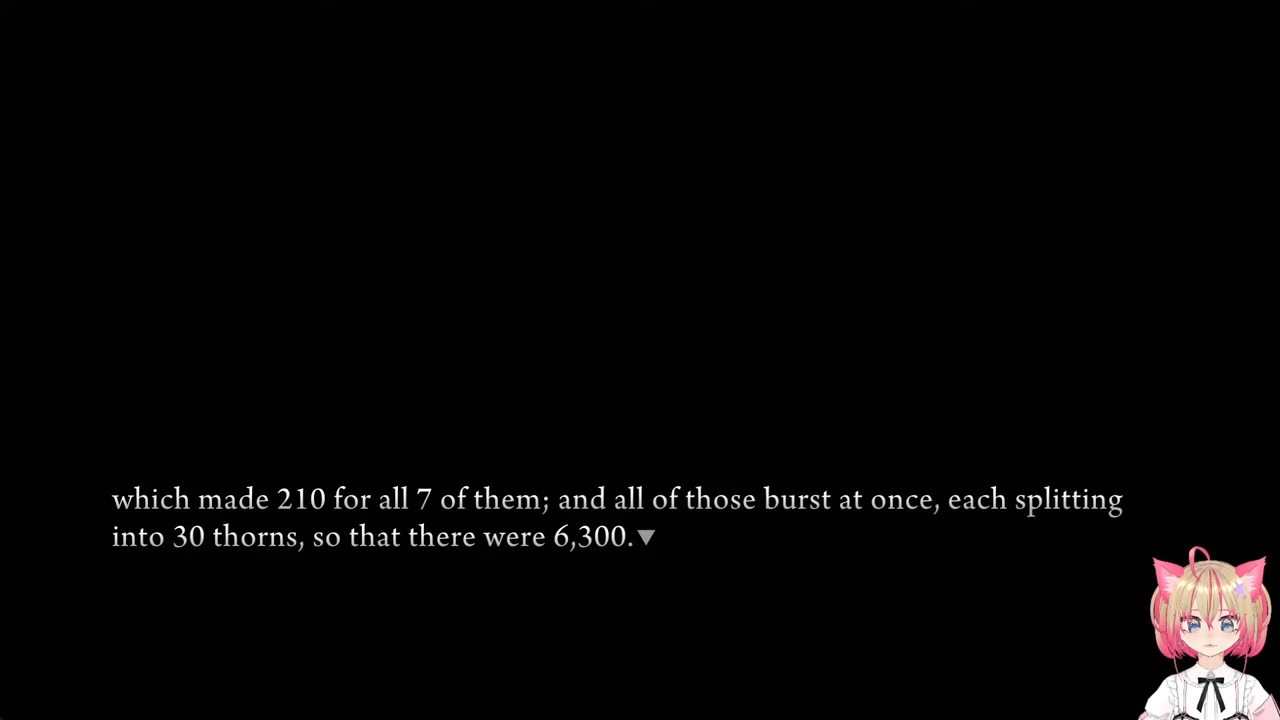 which made 210 for all 7 of them; and all of those burst at once, each splitting
into 30 thorns, so that there were 6,300.